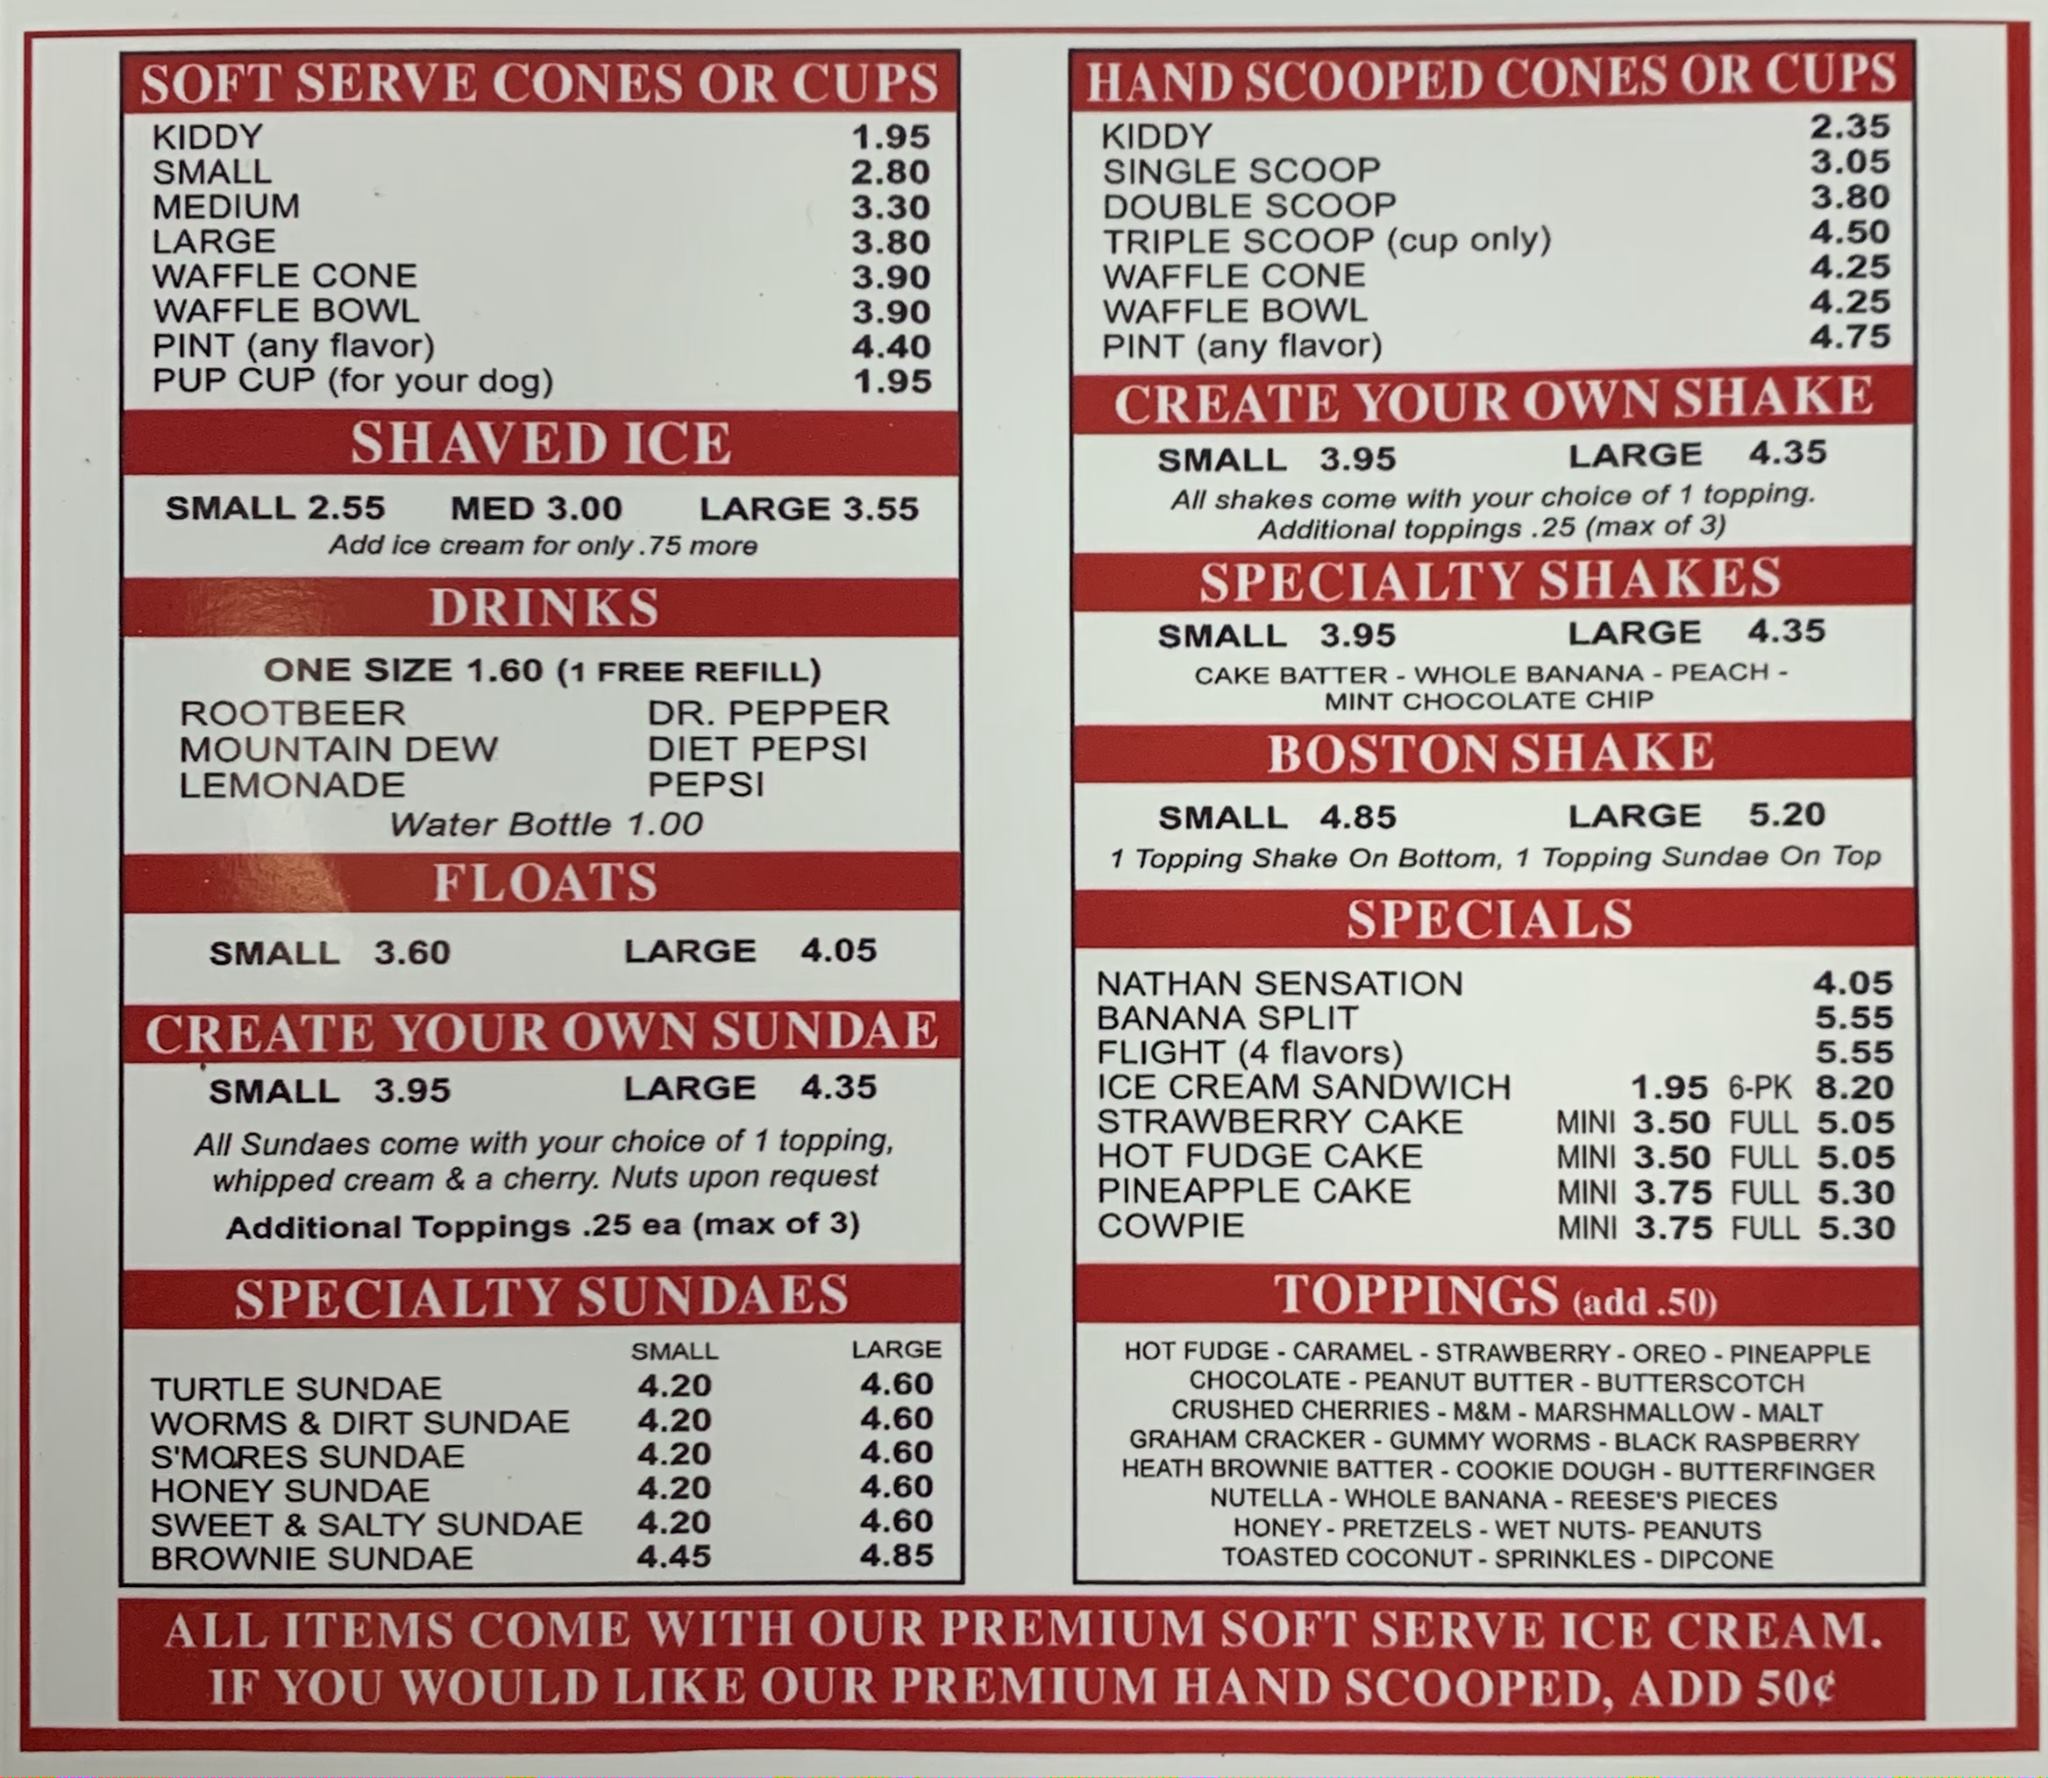 SOFT SERVE CONES OR CUPS
KIDDY 1.95
SMALL 2.80
MEDIUM 3.30
LARGE 3.80
WAFFLE CONE 3.90
WAFFLE BOWL 3.90
PINT (any flavor) 4.40
PUP CUP (for your dog) 1.95
SHAVED ICE
SMALL 2.55 MED 3.00 LARGE 3.55
Add ice cream for only .75 more
DRINKS
ONE SIZE 1.60 (1 FREE REFILL)
ROOTBEER DR. PEPPER
MOUNTAIN DEW DIET PEPSI
LEMONADE PEPSI
Water Bottle 1.00
FLOATS
SMALL 3.60 LARGE 4.05
CREATE YOUR OWN SUNDAE
SMALL 3.95 LARGE 4.35
All Sundaes come with your choice of 1 topping,
whipped cream & a cherry. Nuts upon request
Additional Toppings .25 ea (max of 3)
SPECIALTY SUNDAES
SMALL LARGE
TURTLE SUNDAE 4.20 4.60
WORMS & DIRT SUNDAE 4.20 4.60
S'MORES SUNDAE 4.20 4.60
HONEY SUNDAE 4.20 4.60
SWEET & SALTY SUNDAE 4.20 4.60
BROWNIE SUNDAE 4.45 4.85
HAND SCOOPED CONES OR CUPS
KIDDY 2.35
SINGLE SCOOP 3.05
DOUBLE SCOOP 3.80
TRIPLE SCOOP (cup only) 4.50
WAFFLE CONE 4.25
WAFFLE BOWL 4.25
PINT (any flavor) 4.75
CREATE YOUR OWN SHAKE
SMALL 3.95 LARGE 4.35
All shakes come with your choice of 1 topping.
Additional toppings .25 (max of 3)
SPECIALTY SHAKES
SMALL 3.95 LARGE 4.35
CAKE BATTER - WHOLE BANANA - PEACH -
MINT CHOCOLATE CHIP
BOSTON SHAKE
SMALL 4.85 LARGE 5.20
1 Topping Shake On Bottom, 1 Topping Sundae On Top
SPECIALS
NATHAN SENSATION 4.05
BANANA SPLIT 5.55
FLIGHT (4 flavors) 5.55
ICE CREAM SANDWICH 1.95 6-PK 8.20
STRAWBERRY CAKE MINI 3.50 FULL 5.05
HOT FUDGE CAKE MINI 3.50 FULL 5.05
PINEAPPLE CAKE MINI 3.75 FULL 5.30
COWPIE MINI 3.75 FULL 5.30
TOPPINGS (add .50)
HOT FUDGE - CARAMEL - STRAWBERRY - OREO - PINEAPPLE
CHOCOLATE - PEANUT BUTTER - BUTTERSCOTCH
CRUSHED CHERRIES - M&M - MARSHMALLOW - MALT
GRAHAM CRACKER - GUMMY WORMS - BLACK RASPBERRY
HEATH BROWNIE BATTER - COOKIE DOUGH - BUTTERFINGER
NUTELLA - WHOLE BANANA - REESE'S PIECES
HONEY - PRETZELS - WET NUTS- PEANUTS
TOASTED COCONUT - SPRINKLES - DIPCONE
ALL ITEMS COME WITH OUR PREMIUM SOFT SERVE ICE CREAM.
IF YOU WOULD LIKE OUR PREMIUM HAND SCOOPED, ADD 50¢